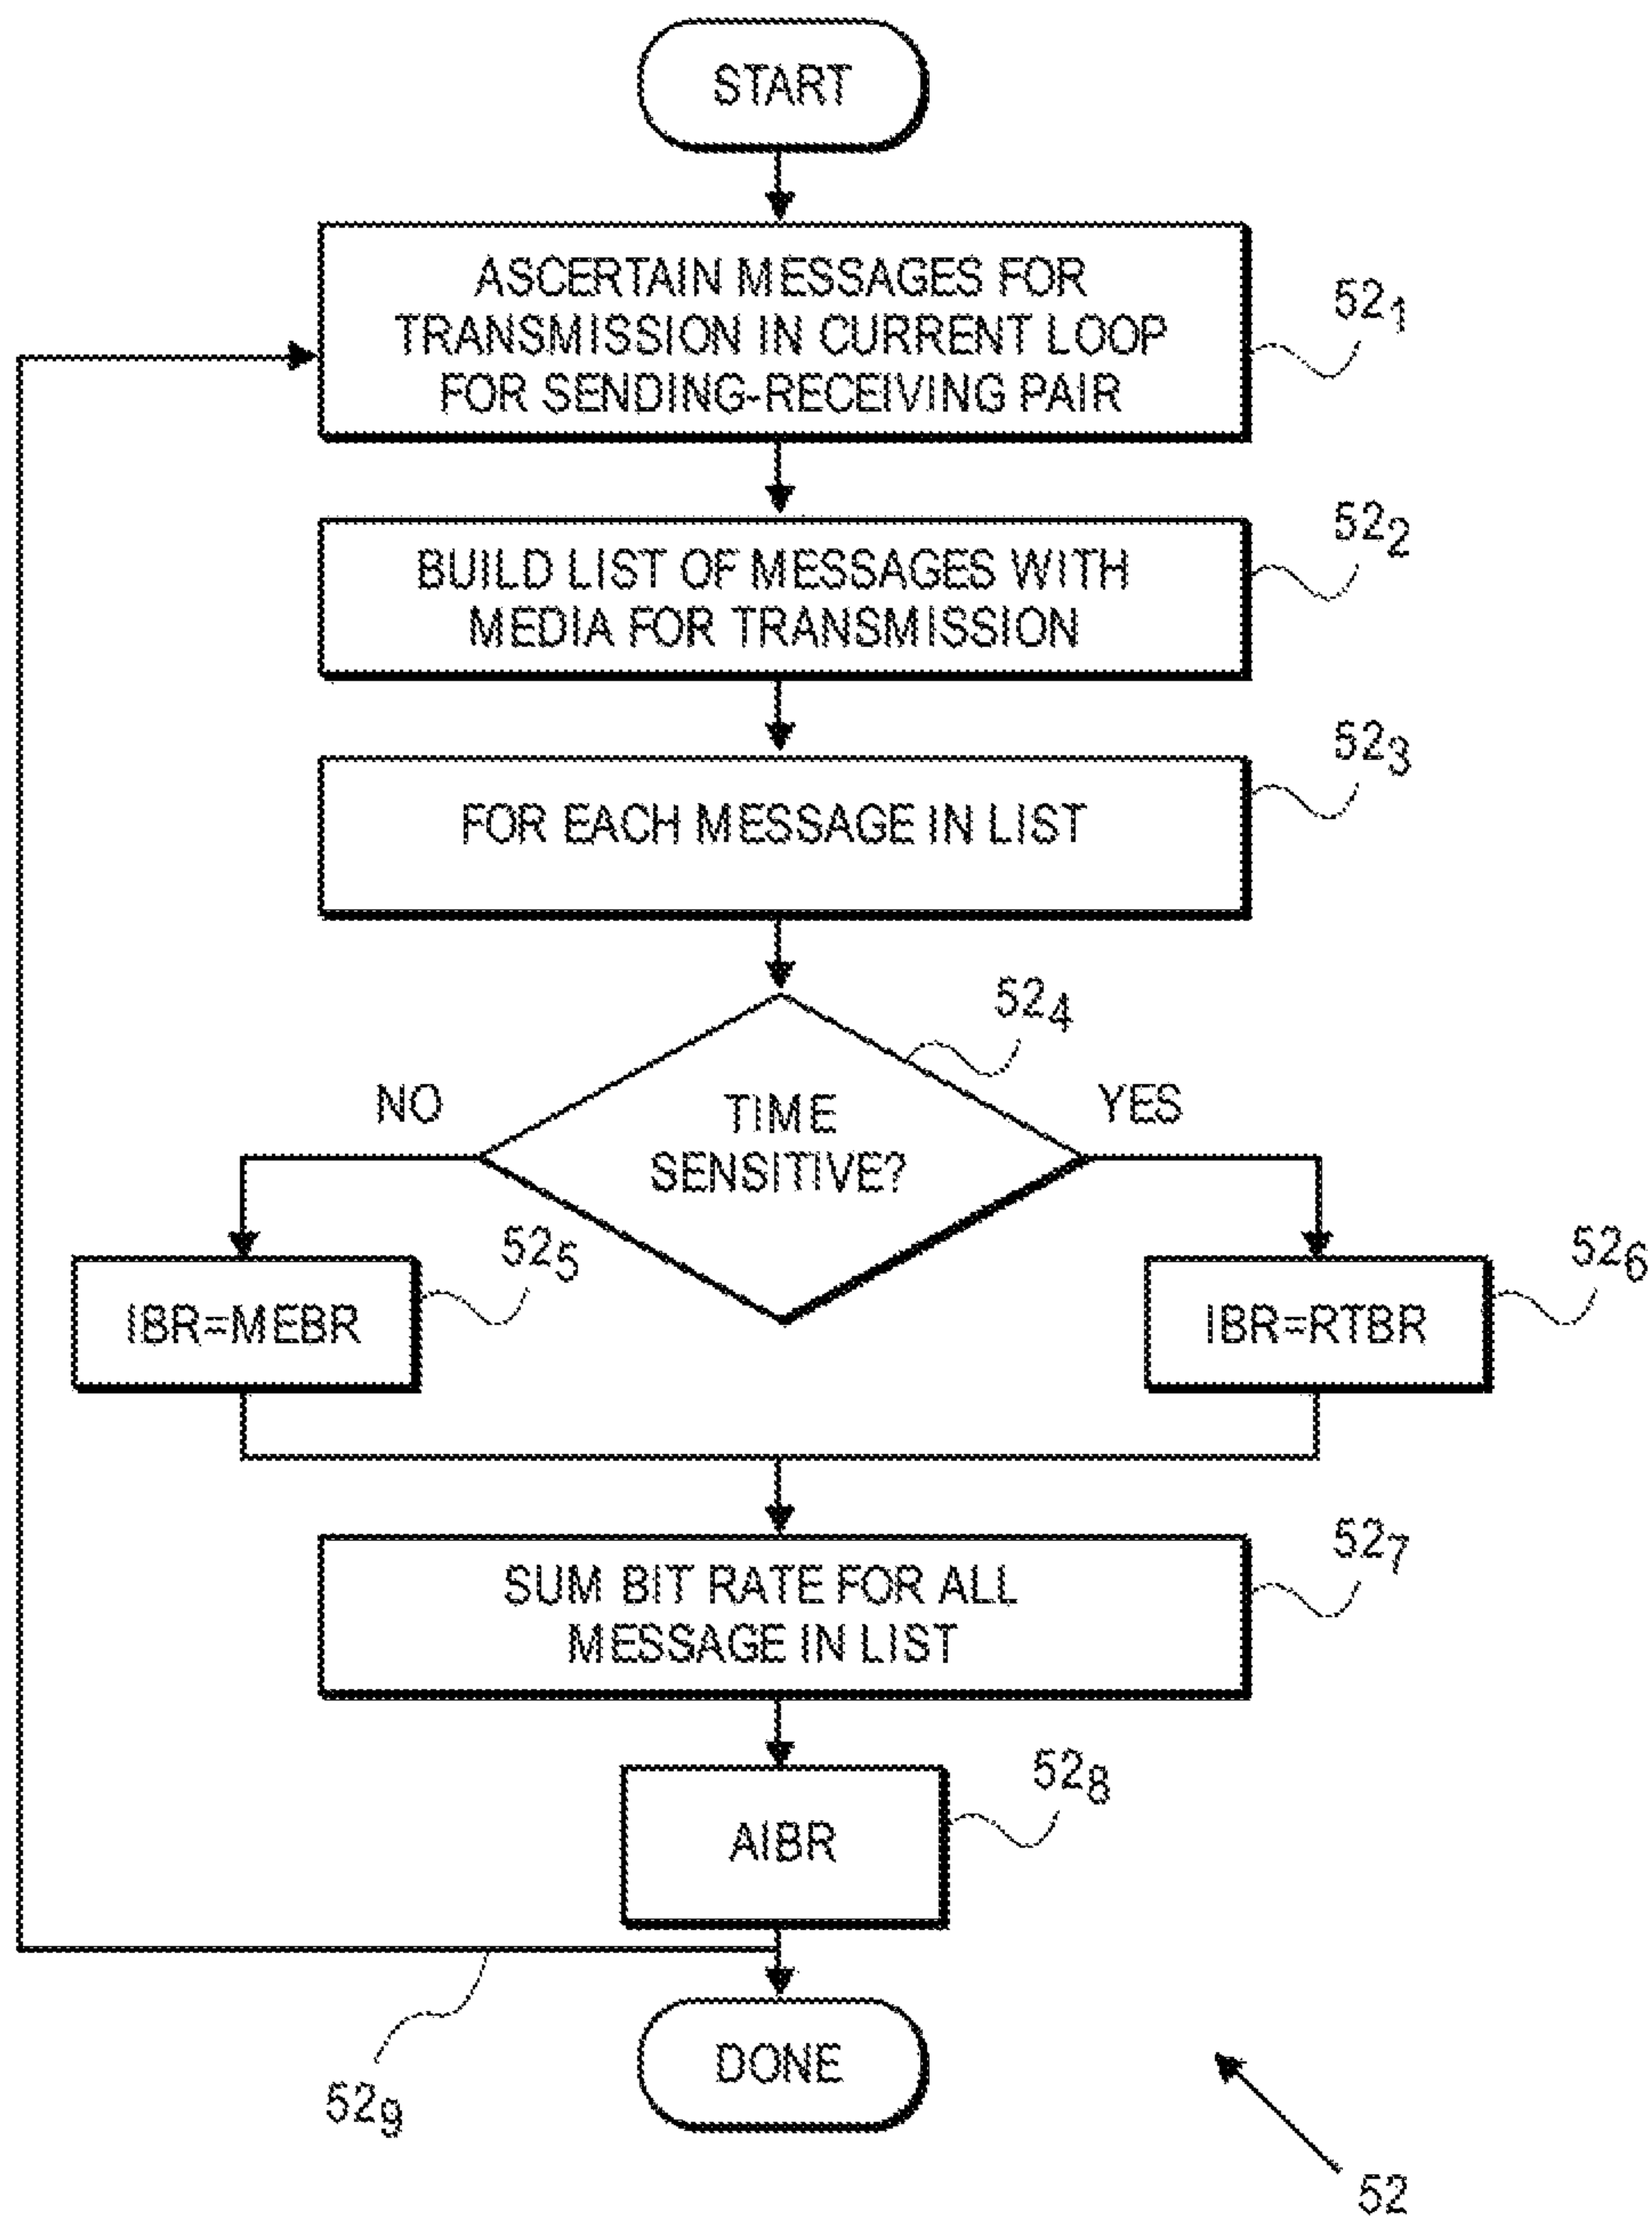 START
ASCERTAIN MESSAGES FOR
TRANSMISSION IN CURRENT LOOP
FOR SENDING-RECEIVING PAIR
52₁
BUILD LIST OF MESSAGES WITH
MEDIA FOR TRANSMISSION
52₂
FOR EACH MESSAGE IN LIST
52₃
52₄
NO
TIME
SENSITIVE?
YES
IBR=MEBR
52₅
IBR=RTBR
52₆
SUM BIT RATE FOR ALL
MESSAGE IN LIST
52₇
AIBR
52₈
DONE
52₉
52